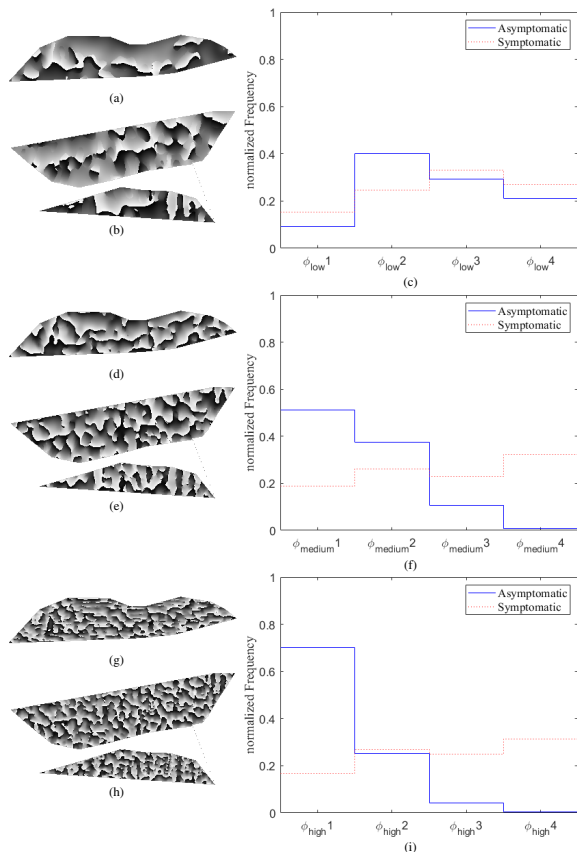 (a)
(b)
1
0.8
0.6
0.4
0.2
0
normalized Frequency
Asymptomatic
Symptomatic
ϕlow1 ϕlow2 ϕlow3 ϕlow4
(c)
(d)
(e)
1
0.8
0.6
0.4
0.2
0
normalized Frequency
Asymptomatic
Symptomatic
ϕmedium1 ϕmedium2 ϕmedium3 ϕmedium4
(f)
(g)
(h)
1
0.8
0.6
0.4
0.2
0
normalized Frequency
Asymptomatic
Symptomatic
ϕhigh1 ϕhigh2 ϕhigh3 ϕhigh4
(i)